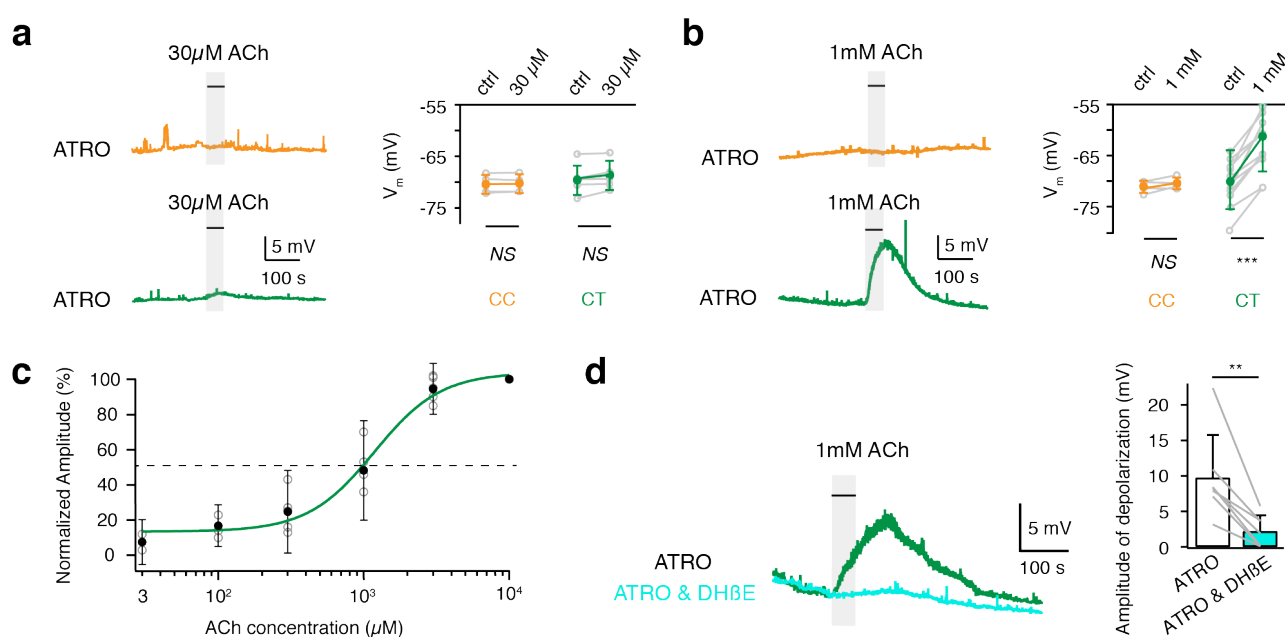 a
30µM ACh
ATRO
30µM ACh
5 mV
100 s
ATRO
ctrl
30 µM
ctrl
30 µM
-55
-65
-75
Vm (mV)
NS
NS
CC
CT
b
1mM ACh
ATRO
1mM ACh
5 mV
100 s
ATRO
ctrl
1 mM
ctrl
1 mM
-55
-65
-75
Vm (mV)
NS
***
CC
CT
c
Normalized Amplitude (%)
100
80
60
40
20
0
3
10²
10³
10⁴
ACh concentration (µM)
d
1mM ACh
5 mV
100 s
ATRO
ATRO & DHßE
Amplitude of depolarization (mV)
**
20
15
10
5
0
ATRO
ATRO & DHßE